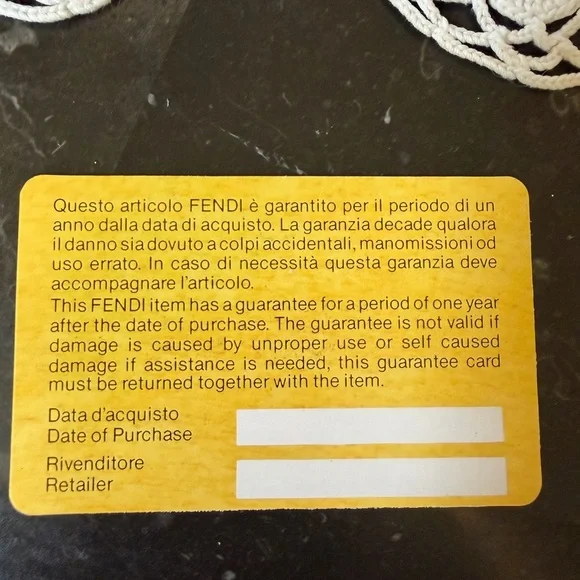 Questo articolo FENDI è garantito per il periodo di un
anno dalla data di acquisto. La garanzia decade qualora
il danno sia dovuto a colpi accidentali, manomissioni od
uso errato. In caso di necessità questa garanzia deve
accompagnare l'articolo.
This FENDI item has a guarantee for a period of one year
after the date of purchase. The guarantee is not valid if
damage is caused by unproper use or self caused
damage if assistance is needed, this guarantee card
must be returned together with the item.
Data d'acquisto
Date of Purchase
Rivenditore
Retailer